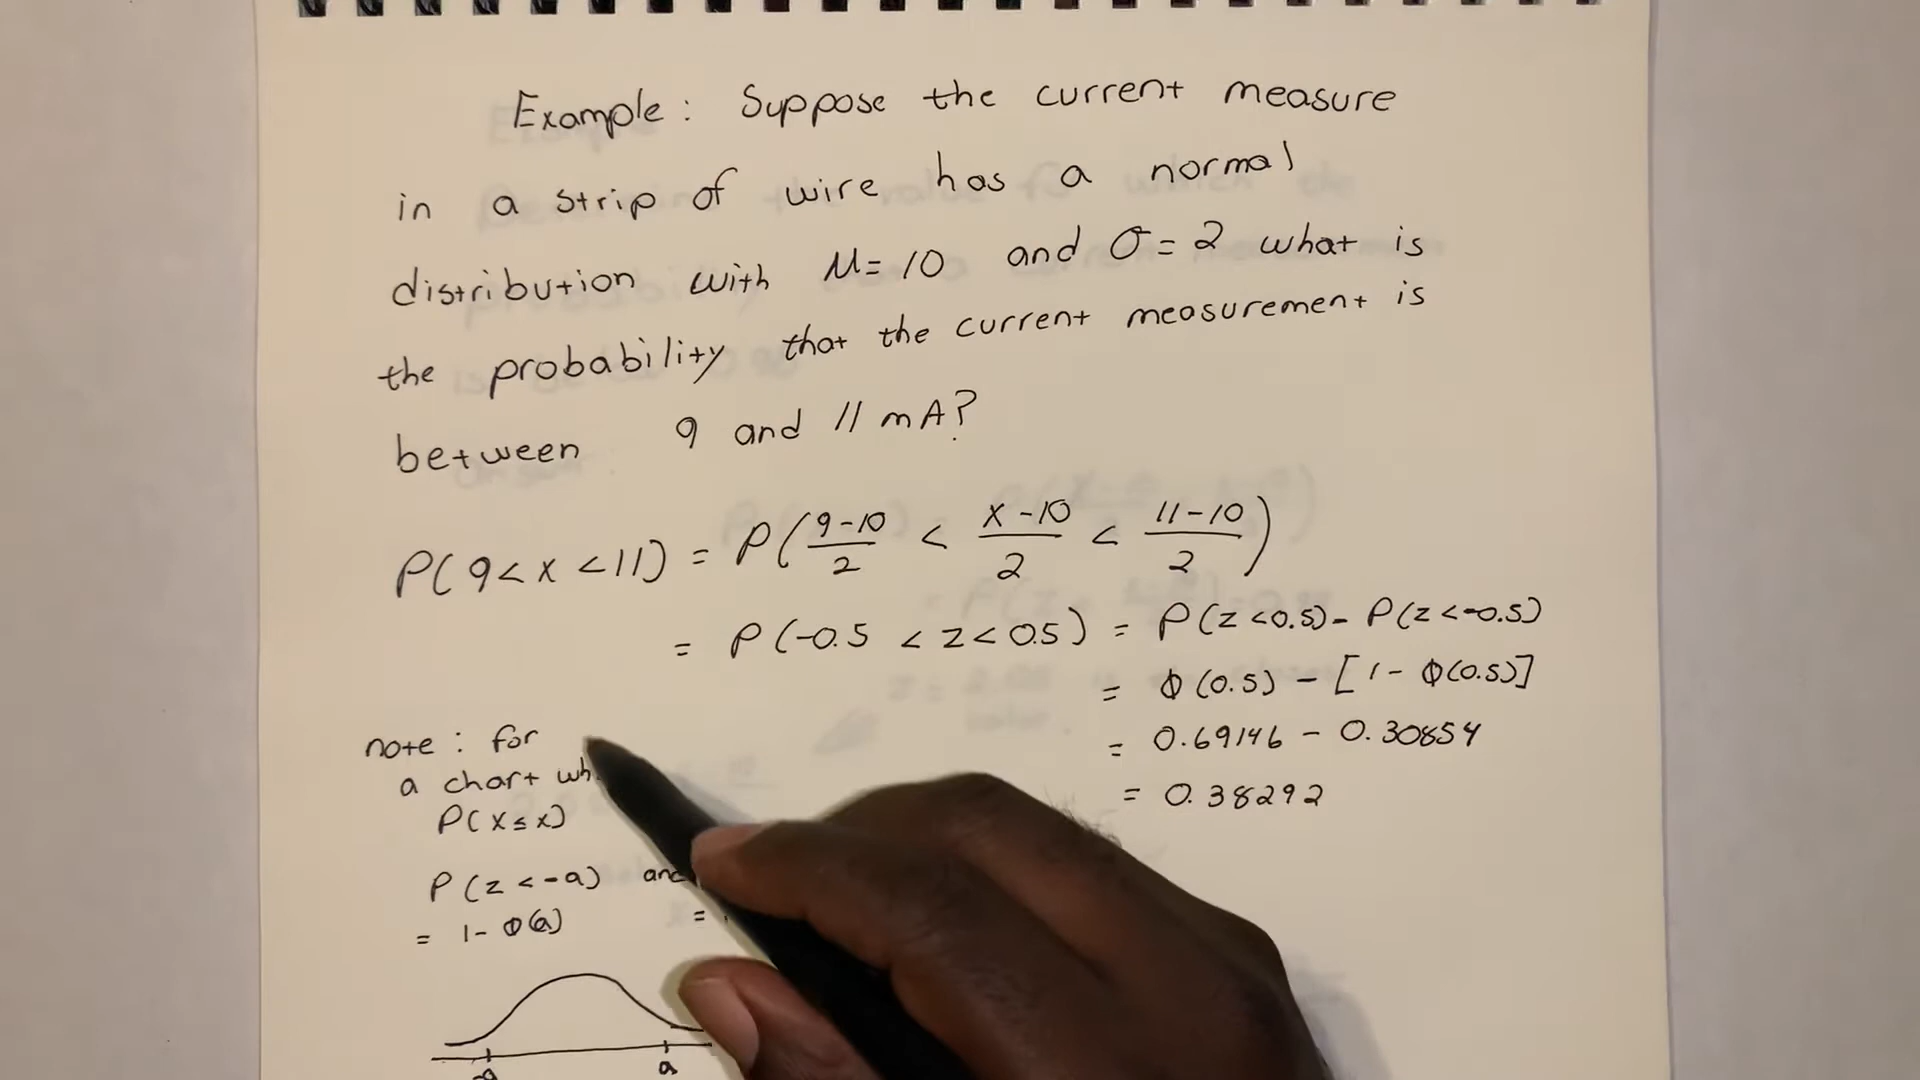 Example: Suppose the current measure
in a strip of wire has a normal
distribution with M=10 and σ=2 what is
the probability that the current measurement is
between 9 and 11 mA?
P(9<x<11) = P(9-10/2 < x-10/2 < 11-10/2)
= P(-0.5 < z < 0.5) = P(z<0.5) - P(z<-0.5)
= Φ(0.5) - [1-Φ(0.5)]
= 0.69146 - 0.30854
= 0.38292
note: for
a chart
P(X≤x)
P(z<-a)
= 1-Φ(a) =
-a a